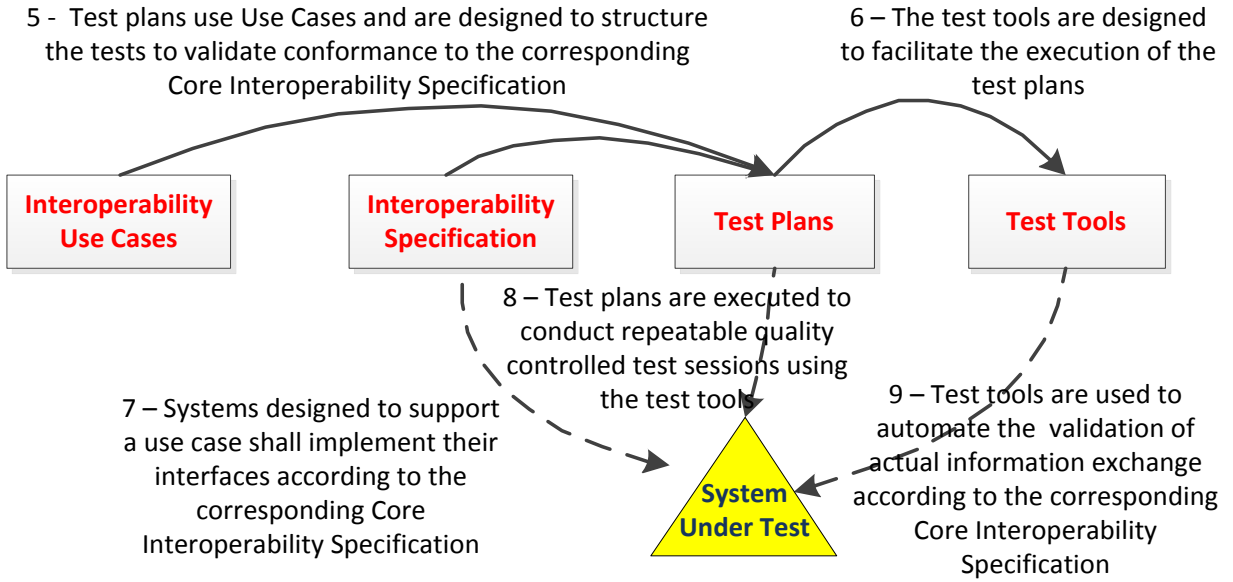 5 - Test plans use Use Cases and are designed to structure
the tests to validate conformance to the corresponding
Core Interoperability Specification
6 – The test tools are designed
to facilitate the execution of the
test plans
Interoperability
Use Cases
Interoperability
Specification
Test Plans
Test Tools
8 – Test plans are executed to
conduct repeatable quality
controlled test sessions using
the test tools
7 – Systems designed to support
a use case shall implement their
interfaces according to the
corresponding Core
Interoperability Specification
9 – Test tools are used to
automate the validation of
actual information exchange
according to the corresponding
Core Interoperability
Specification
System
Under Test